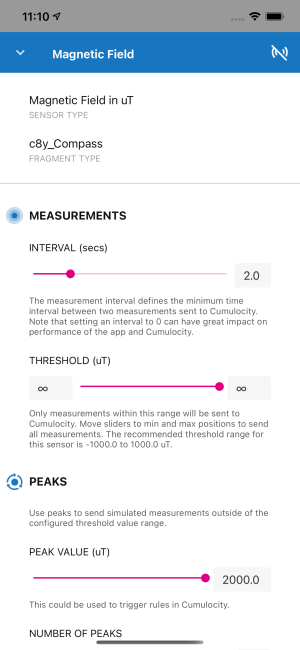 11:10
Magnetic Field
Magnetic Field in uT
SENSOR TYPE
c8y_Compass
FRAGMENT TYPE
MEASUREMENTS
INTERVAL (secs)
2.0
The measurement interval defines the minimum time
interval between two measurements sent to Cumulocity.
Note that setting an interval to 0 can have great impact on
performance of the app and Cumulocity.
THRESHOLD (uT)
∞ ∞
Only measurements within this range will be sent to
Cumulocity. Move sliders to min and max positions to send
all measurements. The recommended threshold range for
this sensor is -1000.0 to 1000.0 uT.
PEAKS
Use peaks to send simulated measurements outside of the
configured threshold value range.
PEAK VALUE (uT)
2000.0
This could be used to trigger rules in Cumulocity.
NUMBER OF PEAKS